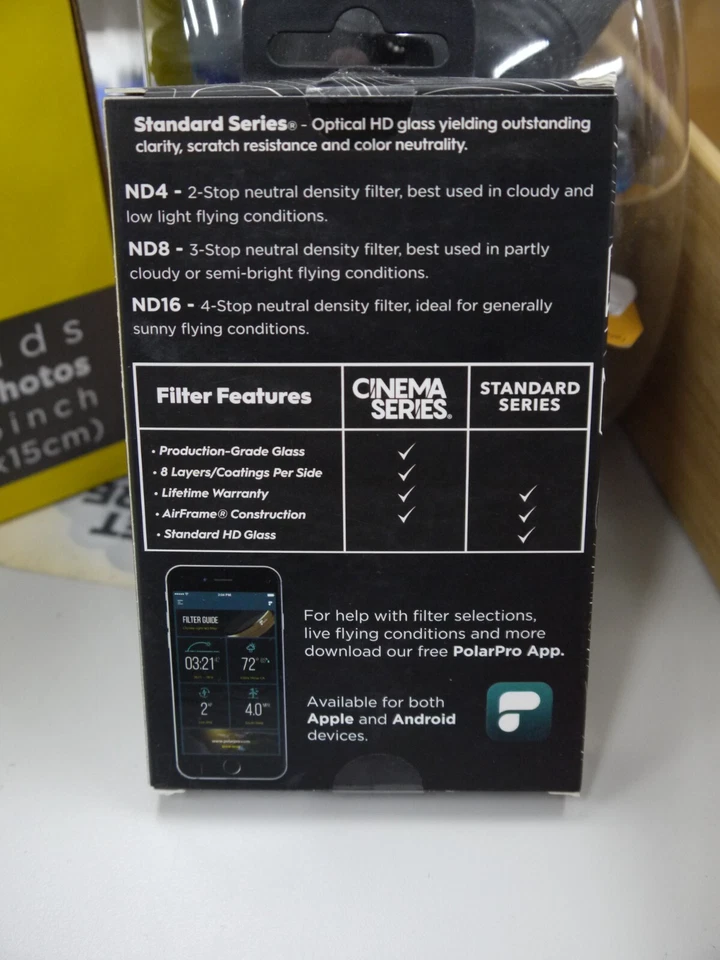 Standard Series® - Optical HD glass yielding outstanding
clarity, scratch resistance and color neutrality.
ND4 - 2-Stop neutral density filter, best used in cloudy and
low light flying conditions.
ND8 - 3-Stop neutral density filter, best used in partly
cloudy or semi-bright flying conditions.
ND16 - 4-Stop neutral density filter, ideal for generally
sunny flying conditions.
Filter Features
CINEMA
SERIES®
STANDARD
SERIES
• Production-Grade Glass
• 8 Layers/Coatings Per Side
• Lifetime Warranty
• AirFrame® Construction
• Standard HD Glass
FILTER GUIDE
03:21
72°
2
4.0
For help with filter selections,
live flying conditions and more
download our free PolarPro App.
Available for both
Apple and Android
devices.
ds
hotos
inch
x15cm)